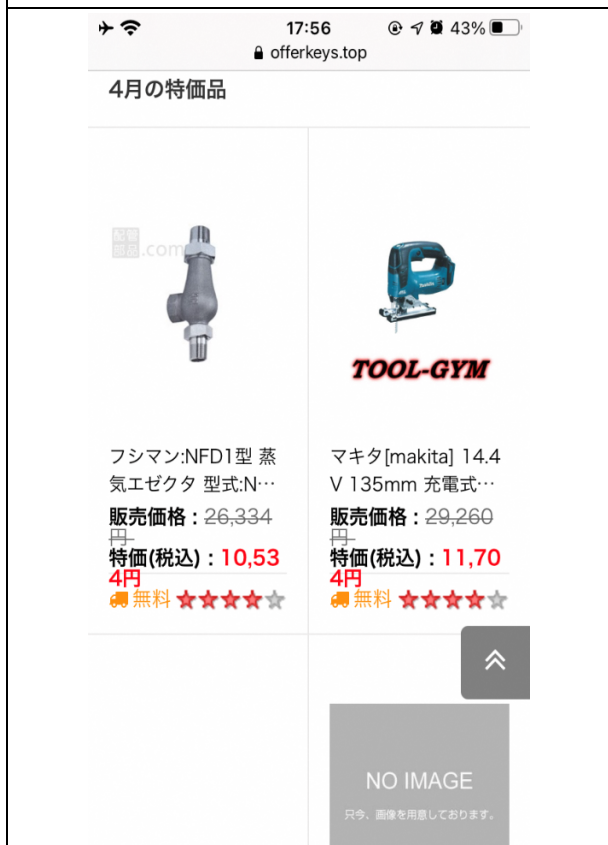 17:56
43%
offerkeys.top
4月の特価品
配管
部品.com
TOOL-GYM
フシマン:NFD1型 蒸
気エゼクタ 型式:N…
販売価格：26,334
円
特価(税込)：10,53
4円
無料
マキタ[makita] 14.4
V 135mm 充電式…
販売価格：29,260
円
特価(税込)：11,70
4円
無料
NO IMAGE
只今、画像を用意しております。